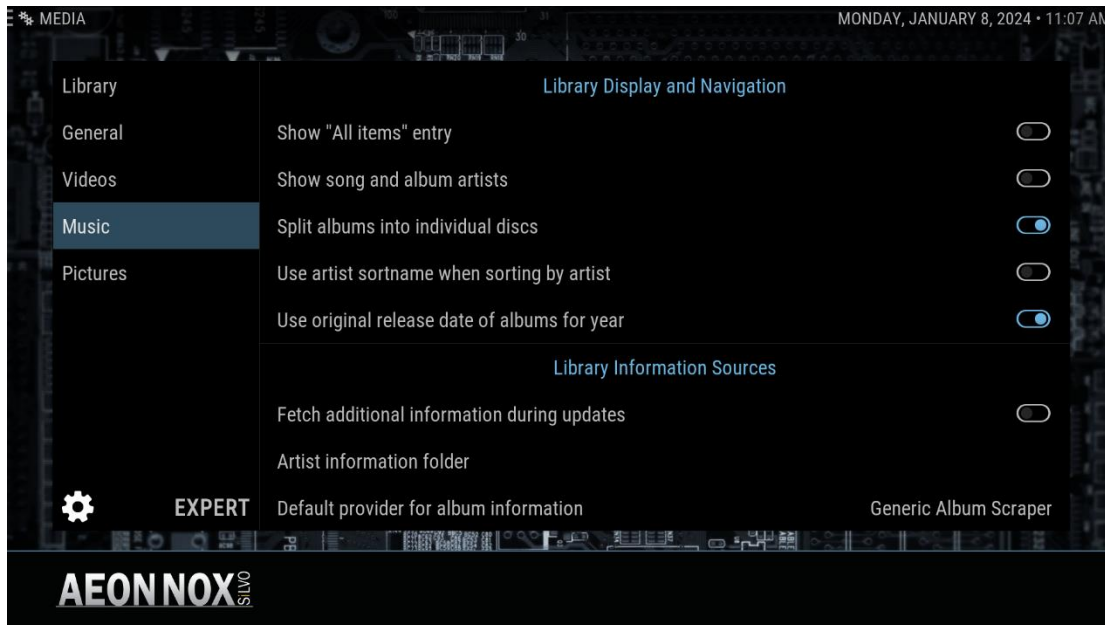 MEDIA
MONDAY, JANUARY 8, 2024 • 11:07 AM
Library
General
Videos
Music
Pictures
EXPERT
Library Display and Navigation
Show "All items" entry
Show song and album artists
Split albums into individual discs
Use artist sortname when sorting by artist
Use original release date of albums for year
Library Information Sources
Fetch additional information during updates
Artist information folder
Default provider for album information Generic Album Scraper
AEON NOX SiLVO